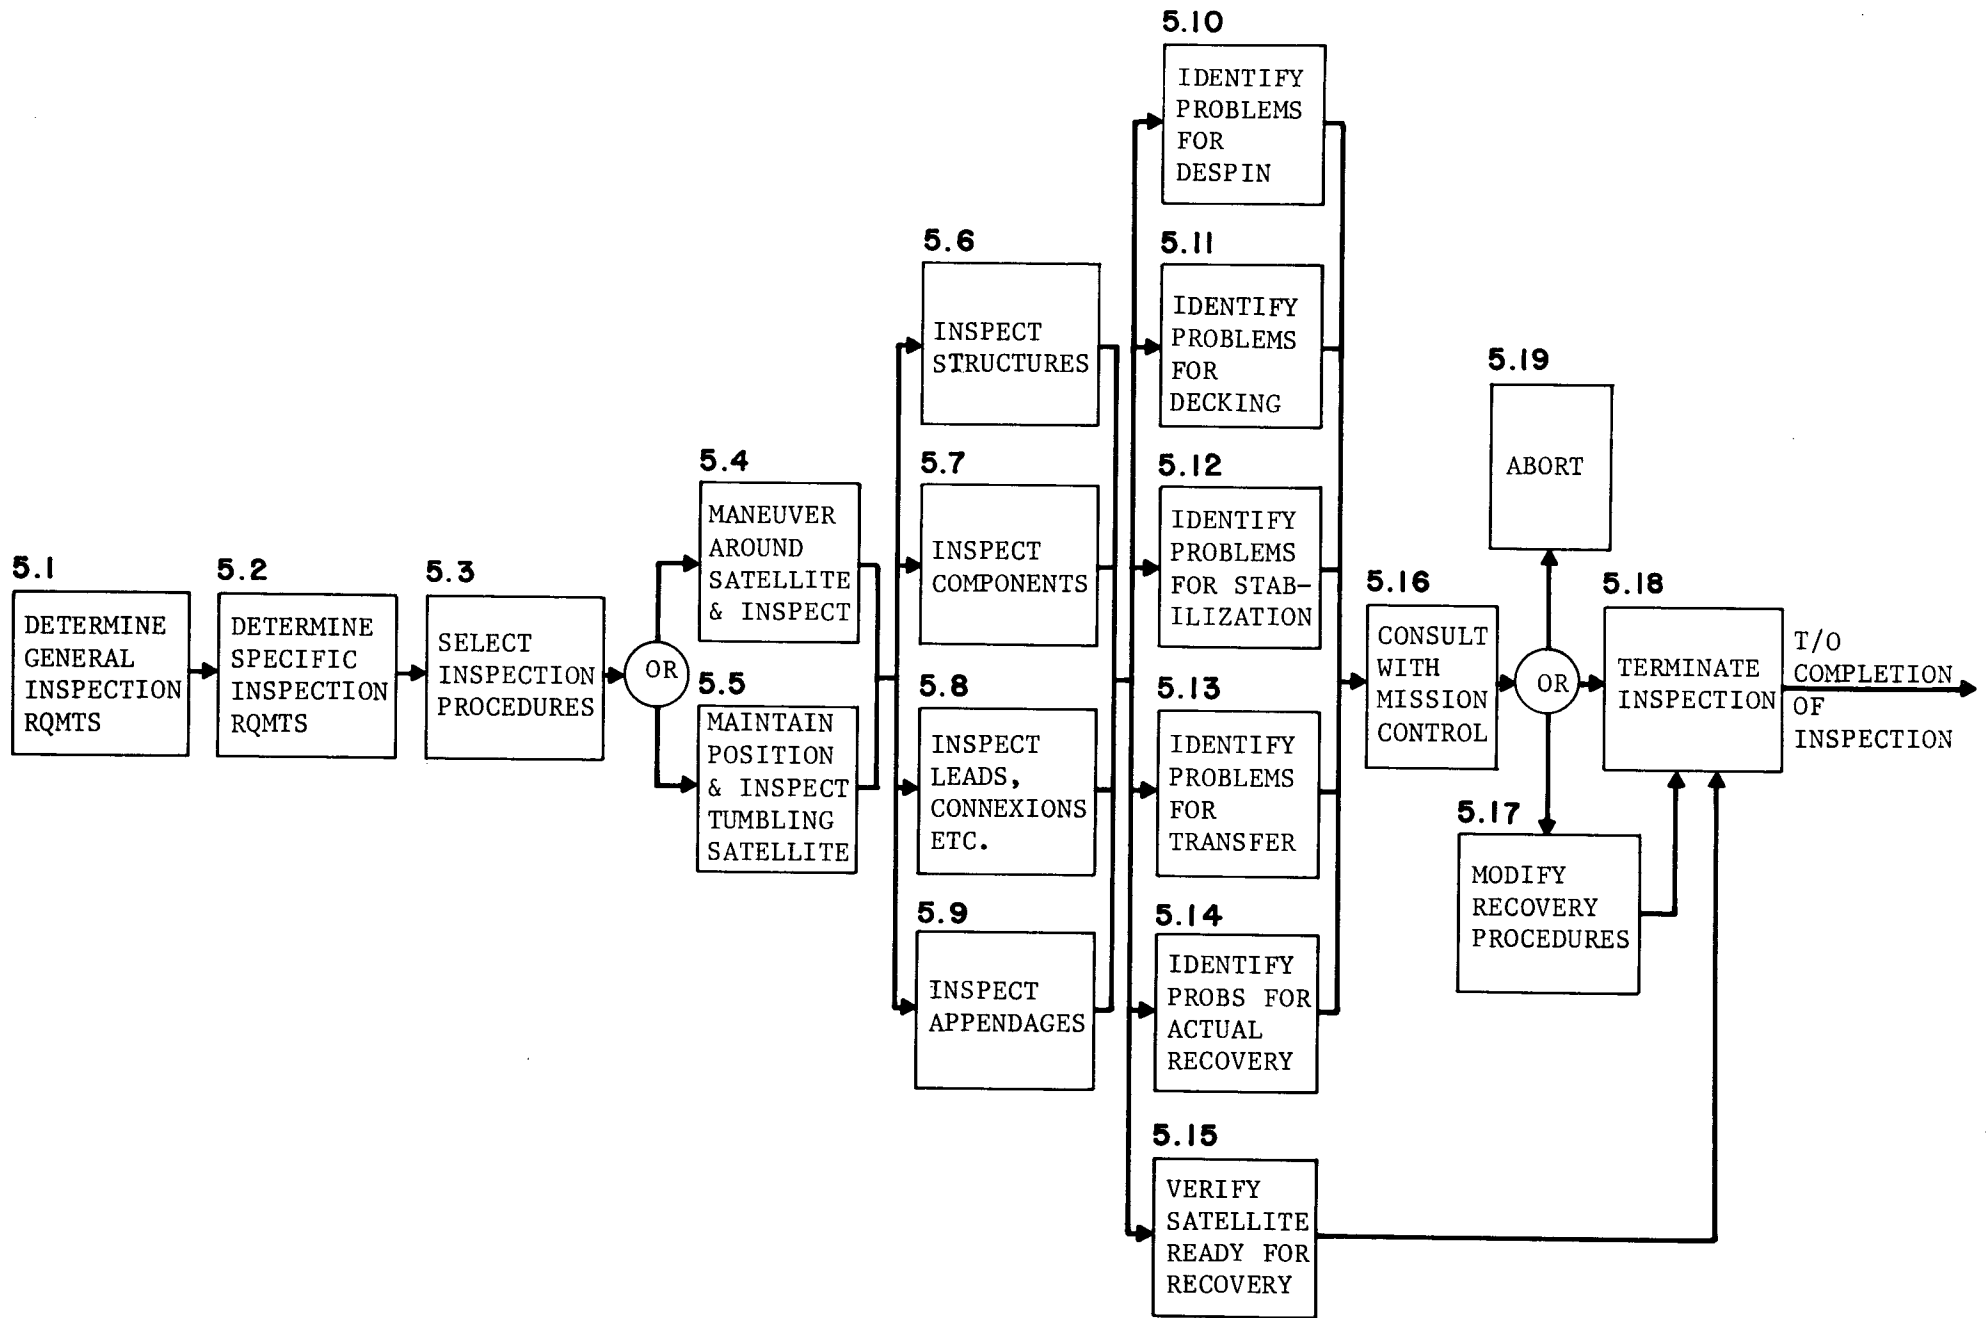 5.1
DETERMINE
GENERAL
INSPECTION
RQMTS
5.2
DETERMINE
SPECIFIC
INSPECTION
RQMTS
5.3
SELECT
INSPECTION
PROCEDURES
OR
5.4
MANEUVER
AROUND
SATELLITE
& INSPECT
5.5
MAINTAIN
POSITION
& INSPECT
TUMBLING
SATELLITE
5.6
INSPECT
STRUCTURES
5.7
INSPECT
COMPONENTS
5.8
INSPECT
LEADS,
CONNEXIONS
ETC.
5.9
INSPECT
APPENDAGES
5.10
IDENTIFY
PROBLEMS
FOR
DESPIN
5.11
IDENTIFY
PROBLEMS
FOR
DECKING
5.12
IDENTIFY
PROBLEMS
FOR STAB-
ILIZATION
5.13
IDENTIFY
PROBLEMS
FOR
TRANSFER
5.14
IDENTIFY
PROBS FOR
ACTUAL
RECOVERY
5.15
VERIFY
SATELLITE
READY FOR
RECOVERY
5.16
CONSULT
WITH
MISSION
CONTROL
OR
5.19
ABORT
5.17
MODIFY
RECOVERY
PROCEDURES
5.18
TERMINATE
INSPECTION
T/O
COMPLETION
OF
INSPECTION